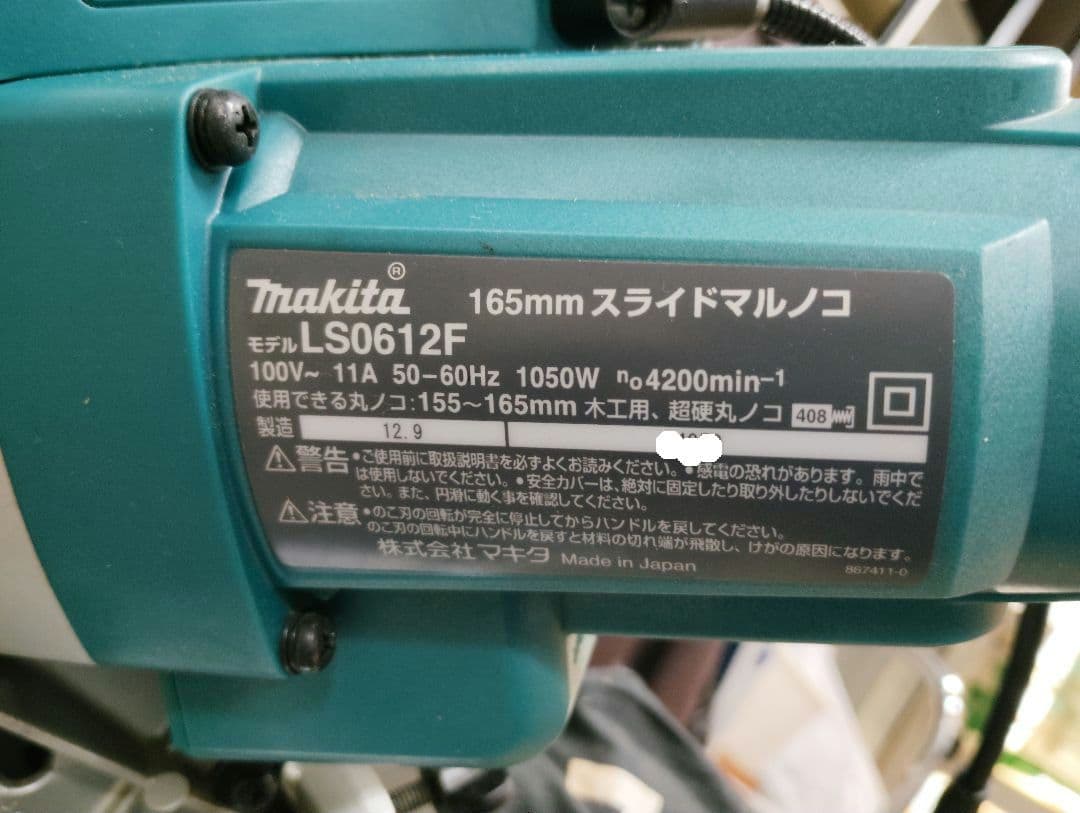 makita® 165mm スライドマルノコ
モデル LS0612F
100V~ 11A 50-60Hz 1050W n₀4200min⁻¹
使用できる丸ノコ:155~165mm 木工用、超硬丸ノコ 408
製造 12.9
⚠警告 •ご使用前に取扱説明書を必ずよくお読みください。•感電の恐れがあります。雨中で
は使用しないでください。•安全カバーは、絶対に固定したり取り外したりしないでくだ
さい。また、円滑に動く事を確認してください。
⚠注意 •のこ刃の回転が完全に停止してからハンドルを戻してください。
のこ刃の回転中にハンドルを戻すと材料の切れ端が飛散し、けがの原因になります。
株式会社 マキタ Made in Japan 867411-0